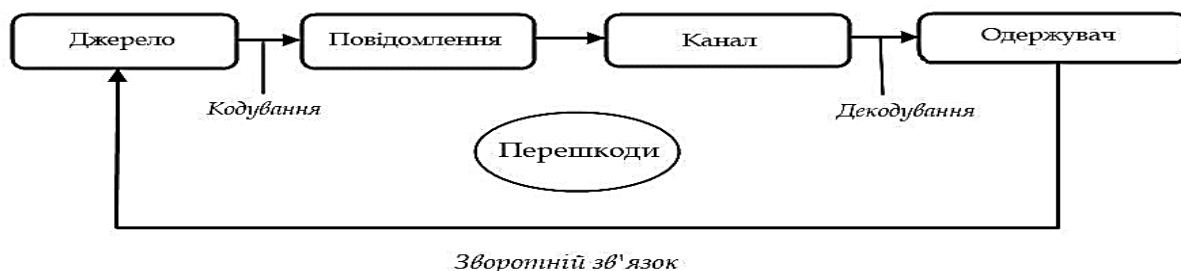 Джерело
Повідомлення
Канал
Одержувач
Кодування
Декодування
Перешкоди
Зворотній зв'язок